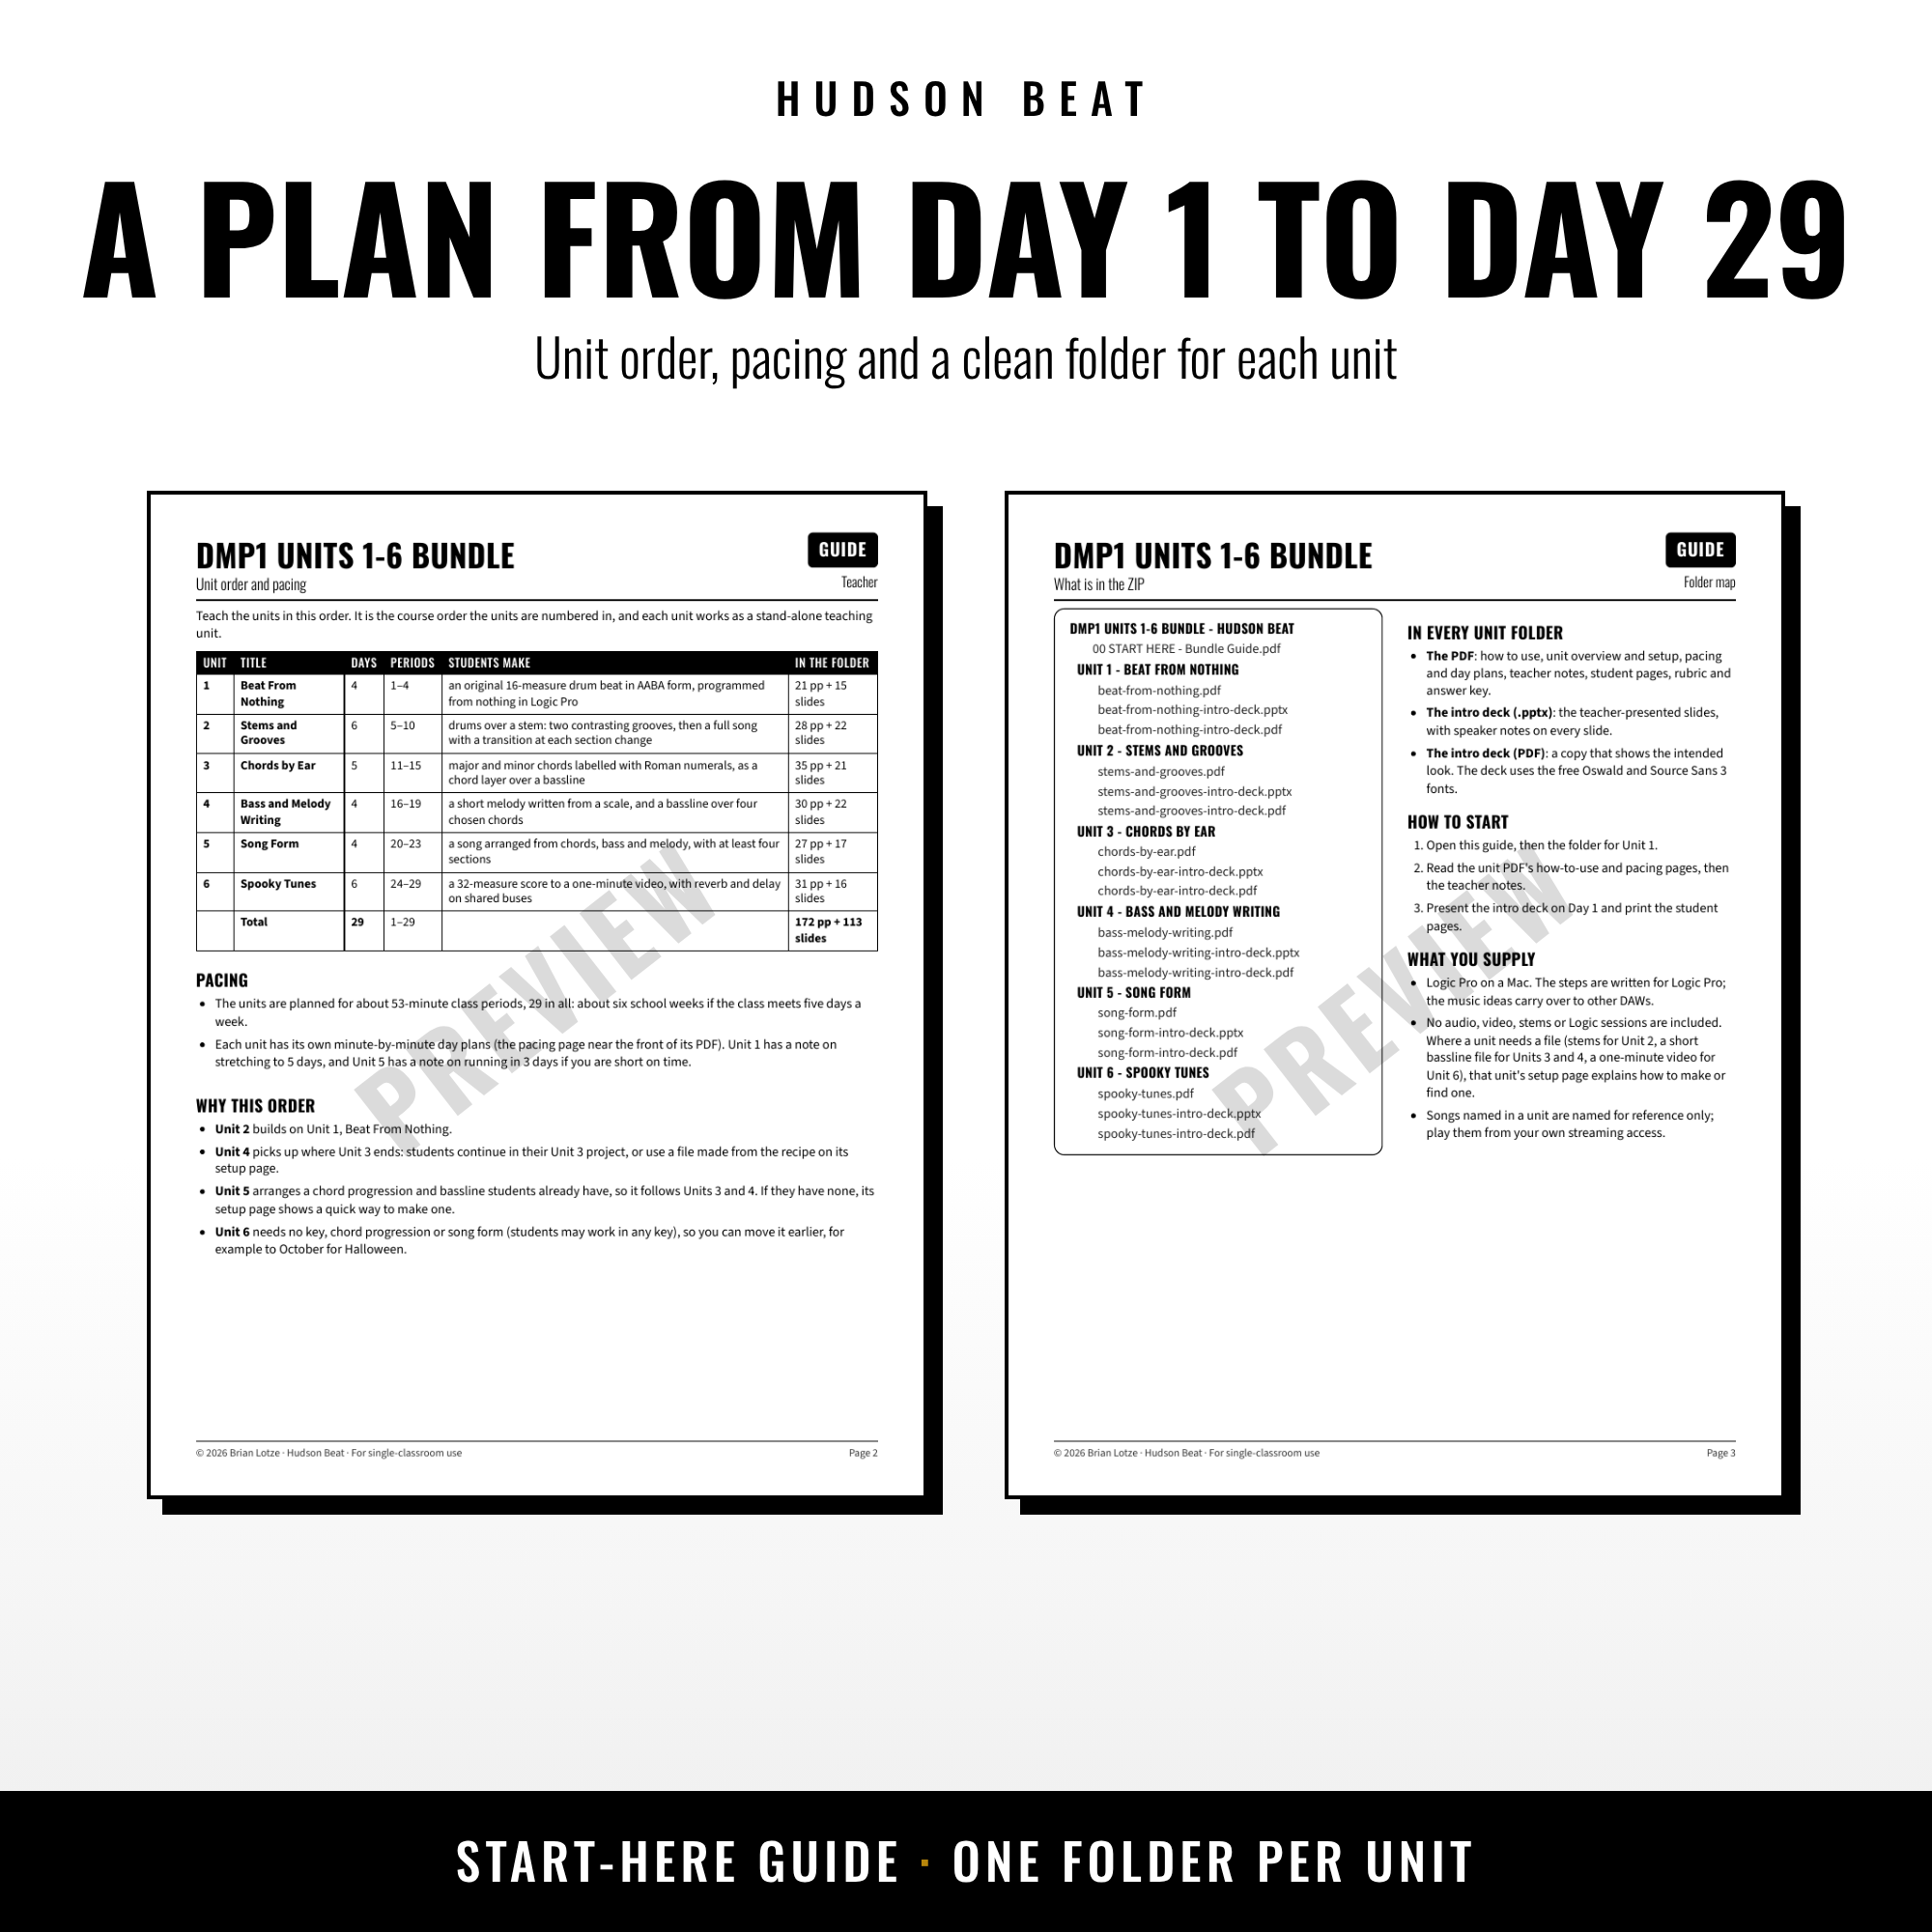 HUDSON BEAT
A PLAN FROM DAY 1 TO DAY 29
Unit order, pacing and a clean folder for each unit
DMP1 UNITS 1-6 BUNDLE
GUIDE
Unit order and pacing
Teacher
Teach the units in this order. It is the course order the units are numbered in, and each unit works as a stand-alone teaching
unit.
UNIT TITLE DAYS PERIODS STUDENTS MAKE IN THE FOLDER
1 Beat From Nothing 4 1–4 an original 16-measure drum beat in AABA form, programmed from nothing in Logic Pro 21 pp + 15 slides
2 Stems and Grooves 6 5–10 drums over a stem: two contrasting grooves, then a full song with a transition at each section change 28 pp + 22 slides
3 Chords by Ear 5 11–15 major and minor chords labelled with Roman numerals, as a chord layer over a bassline 35 pp + 21 slides
4 Bass and Melody Writing 4 16–19 a short melody written from a scale, and a bassline over four chosen chords 30 pp + 22 slides
5 Song Form 4 20–23 a song arranged from chords, bass and melody, with at least four sections 27 pp + 17 slides
6 Spooky Tunes 6 24–29 a 32-measure score to a one-minute video, with reverb and delay on shared buses 31 pp + 16 slides
Total 29 1–29 172 pp + 113 slides
PACING
• The units are planned for about 53-minute class periods, 29 in all: about six school weeks if the class meets five days a
week.
• Each unit has its own minute-by-minute day plans (the pacing page near the front of its PDF). Unit 1 has a note on
stretching to 5 days, and Unit 5 has a note on running in 3 days if you are short on time.
WHY THIS ORDER
• Unit 2 builds on Unit 1, Beat From Nothing.
• Unit 4 picks up where Unit 3 ends: students continue in their Unit 3 project, or use a file made from the recipe on its
setup page.
• Unit 5 arranges a chord progression and bassline students already have, so it follows Units 3 and 4. If they have none, its
setup page shows a quick way to make one.
• Unit 6 needs no key, chord progression or song form (students may work in any key), so you can move it earlier, for
example to October for Halloween.
PREVIEW
© 2026 Brian Lotze · Hudson Beat · For single-classroom use
Page 2
DMP1 UNITS 1-6 BUNDLE
GUIDE
What is in the ZIP
Folder map
DMP1 UNITS 1-6 BUNDLE - HUDSON BEAT
00 START HERE - Bundle Guide.pdf
UNIT 1 - BEAT FROM NOTHING
beat-from-nothing.pdf
beat-from-nothing-intro-deck.pptx
beat-from-nothing-intro-deck.pdf
UNIT 2 - STEMS AND GROOVES
stems-and-grooves.pdf
stems-and-grooves-intro-deck.pptx
stems-and-grooves-intro-deck.pdf
UNIT 3 - CHORDS BY EAR
chords-by-ear.pdf
chords-by-ear-intro-deck.pptx
chords-by-ear-intro-deck.pdf
UNIT 4 - BASS AND MELODY WRITING
bass-melody-writing.pdf
bass-melody-writing-intro-deck.pptx
bass-melody-writing-intro-deck.pdf
UNIT 5 - SONG FORM
song-form.pdf
song-form-intro-deck.pptx
song-form-intro-deck.pdf
UNIT 6 - SPOOKY TUNES
spooky-tunes.pdf
spooky-tunes-intro-deck.pptx
spooky-tunes-intro-deck.pdf
IN EVERY UNIT FOLDER
• The PDF: how to use, unit overview and setup, pacing
and day plans, teacher notes, student pages, rubric and
answer key.
• The intro deck (.pptx): the teacher-presented slides,
with speaker notes on every slide.
• The intro deck (PDF): a copy that shows the intended
look. The deck uses the free Oswald and Source Sans 3
fonts.
HOW TO START
1. Open this guide, then the folder for Unit 1.
2. Read the unit PDF's how-to-use and pacing pages, then
the teacher notes.
3. Present the intro deck on Day 1 and print the student
pages.
WHAT YOU SUPPLY
• Logic Pro on a Mac. The steps are written for Logic Pro;
the music ideas carry over to other DAWs.
• No audio, video, stems or Logic sessions are included.
Where a unit needs a file (stems for Unit 2, a short
bassline file for Units 3 and 4, a one-minute video for
Unit 6), that unit's setup page explains how to make or
find one.
• Songs named in a unit are named for reference only;
play them from your own streaming access.
PREVIEW
© 2026 Brian Lotze · Hudson Beat · For single-classroom use
Page 3
START-HERE GUIDE · ONE FOLDER PER UNIT